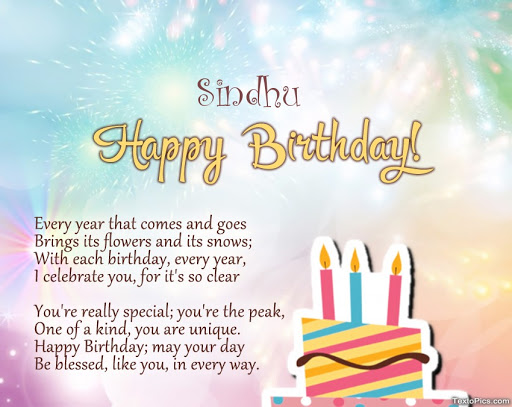 Sindhu
Happy Birthday!
Every year that comes and goes
Brings its flowers and its snows;
With each birthday, every year,
I celebrate you, for it's so clear
You're really special; you're the peak,
One of a kind, you are unique.
Happy Birthday; may your day
Be blessed, like you, in every way.
TextoPics.com